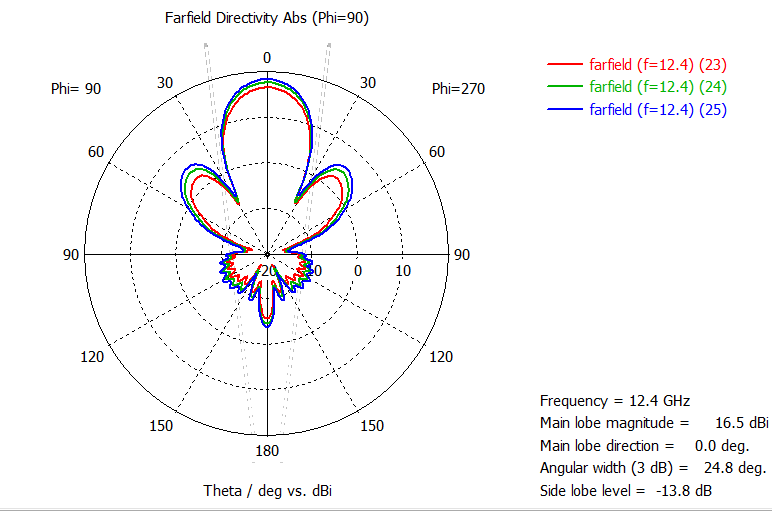 Farfield Directivity Abs (Phi=90)
farfield (f=12.4) (23)
farfield (f=12.4) (24)
farfield (f=12.4) (25)
Phi= 90
30
0
30
Phi=270
60
60
90
-20
0
10
90
120
120
150
150
180
Theta / deg vs. dBi
Frequency = 12.4 GHz
Main lobe magnitude = 16.5 dBi
Main lobe direction = 0.0 deg.
Angular width (3 dB) = 24.8 deg.
Side lobe level = -13.8 dB